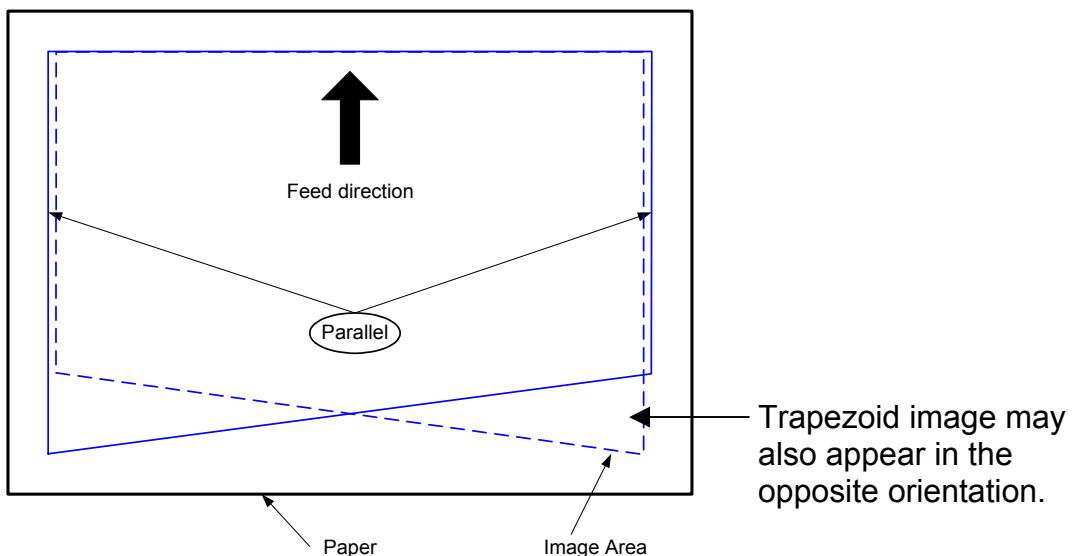 Feed direction
Parallel
Trapezoid image may
also appear in the
opposite orientation.
Paper
Image Area